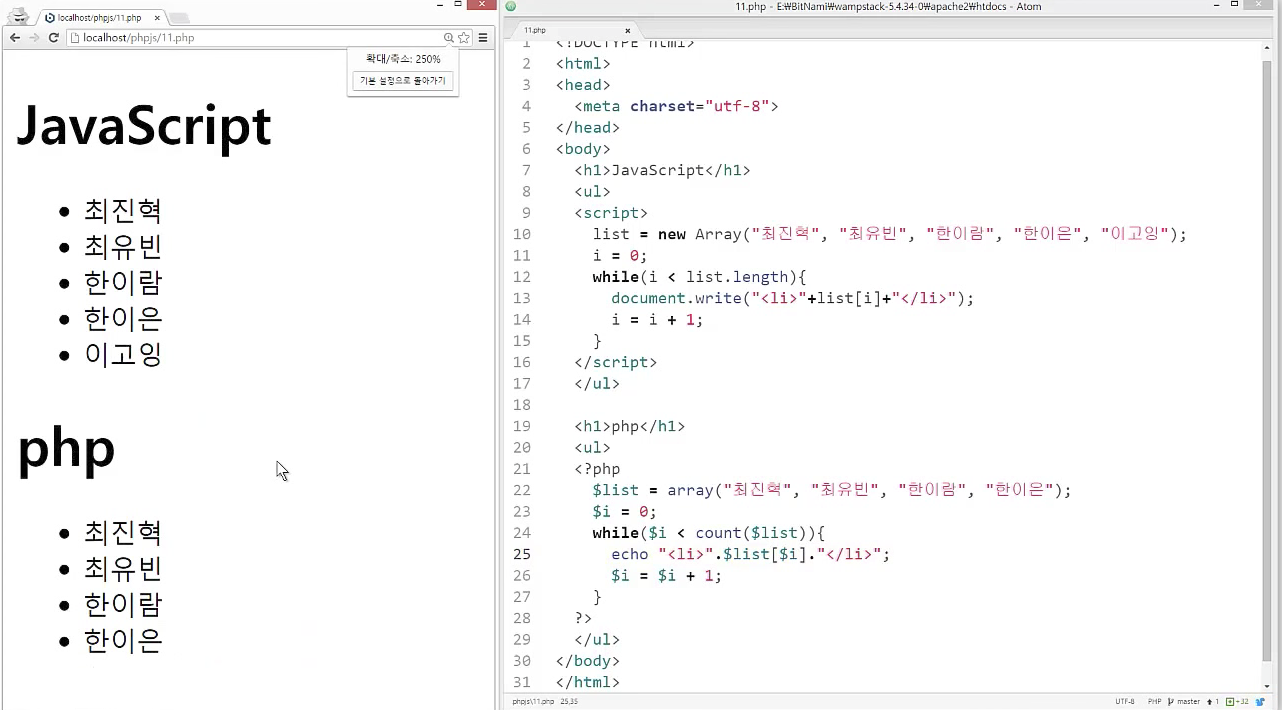 localhost/phpjs/11.php
localhost/phpjs/11.php
확대/축소: 250%
기본 설정으로 돌아가기
JavaScript
최진혁
최유빈
한이람
한이은
이고잉
php
최진혁
최유빈
한이람
한이은
11.php - E:₩BitNami₩wampstack-5.4.34-0₩apache2₩htdocs - Atom
11.php
1 <!DOCTYPE html>
2 <html>
3 <head>
4 <meta charset="utf-8">
5 </head>
6 <body>
7 <h1>JavaScript</h1>
8 <ul>
9 <script>
10 list = new Array("최진혁", "최유빈", "한이람", "한이은", "이고잉");
11 i = 0;
12 while(i < list.length){
13 document.write("<li>"+list[i]+"</li>");
14 i = i + 1;
15 }
16 </script>
17 </ul>
18
19 <h1>php</h1>
20 <ul>
21 <?php
22 $list = array("최진혁", "최유빈", "한이람", "한이은");
23 $i = 0;
24 while($i < count($list)){
25 echo "<li>".$list[$i]."</li>";
26 $i = $i + 1;
27 }
28 ?>
29 </ul>
30 </body>
31 </html>
phpjs\11.php 25,35 UTF-8 PHP master 1 +32